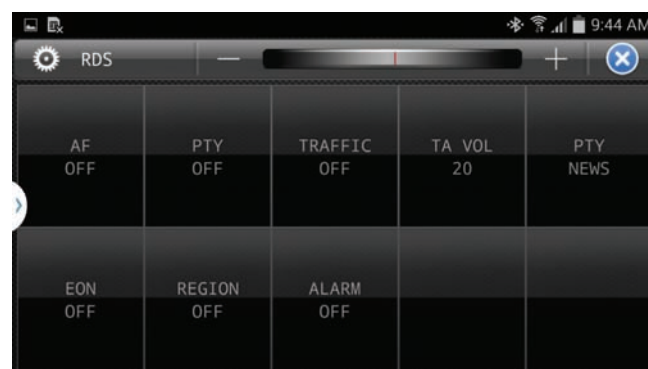 9:44 AM
RDS
AF PTY TRAFFIC TA VOL PTY
OFF OFF OFF 20 NEWS
EON REGION ALARM
OFF OFF OFF